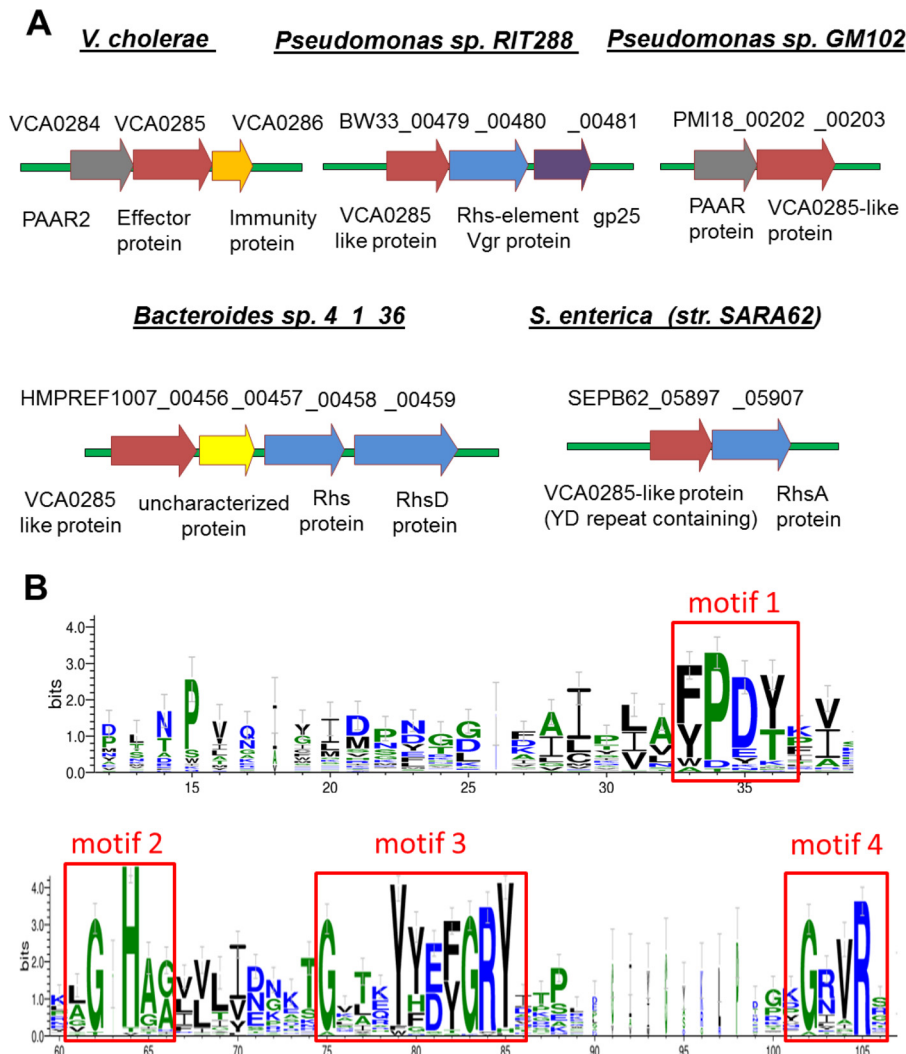 A
V. cholerae
Pseudomonas sp. RIT288
Pseudomonas sp. GM102
VCA0284 VCA0285 VCA0286
BW33_00479 _00480 _00481
PMI18_00202 _00203
PAAR2
Effector
protein
Immunity
protein
VCA0285
like protein
Rhs-element
Vgr protein
gp25
PAAR
protein
VCA0285-like
protein
Bacteroides sp. 4_1_36
S. enterica (str. SARA62)
HMPREF1007_00456 _00457 _00458 _00459
SEPB62_05897 _05907
VCA0285
like protein
uncharacterized
protein
Rhs
protein
RhsD
protein
VCA0285-like protein
(YD repeat containing)
RhsA
protein
B
motif 1
bits
4.0
3.0
2.0
1.0
0.0
15 20 25 30 35
motif 2
motif 3
motif 4
bits
4.0
3.0
2.0
1.0
0.0
60 65 70 75 80 85 90 95 100 105